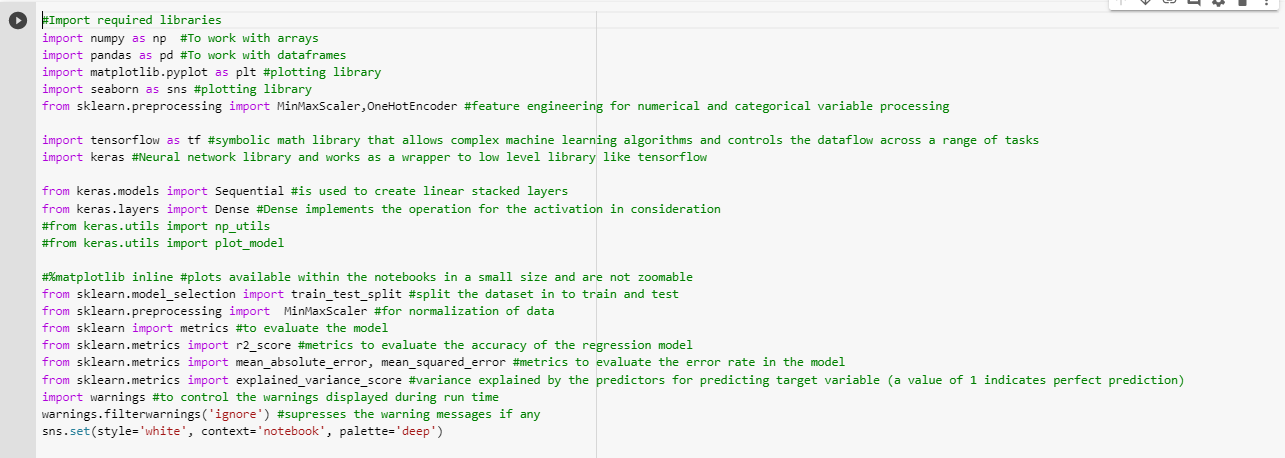 #Import required libraries
import numpy as np  #To work with arrays
import pandas as pd #To work with dataframes
import matplotlib.pyplot as plt #plotting library
import seaborn as sns #plotting library
from sklearn.preprocessing import MinMaxScaler,OneHotEncoder #feature engineering for numerical and categorical variable processing
import tensorflow as tf #symbolic math library that allows complex machine learning algorithms and controls the dataflow across a range of tasks
import keras #Neural network library and works as a wrapper to low level library like tensorflow
from keras.models import Sequential #is used to create linear stacked layers
from keras.layers import Dense #Dense implements the operation for the activation in consideration
#from keras.utils import np_utils
#from keras.utils import plot_model
#%matplotlib inline #plots available within the notebooks in a small size and are not zoomable
from sklearn.model_selection import train_test_split #split the dataset in to train and test
from sklearn.preprocessing import  MinMaxScaler #for normalization of data
from sklearn import metrics #to evaluate the model
from sklearn.metrics import r2_score #metrics to evaluate the accuracy of the regression model
from sklearn.metrics import mean_absolute_error, mean_squared_error #metrics to evaluate the error rate in the model
from sklearn.metrics import explained_variance_score #variance explained by the predictors for predicting target variable (a value of 1 indicates perfect prediction)
import warnings #to control the warnings displayed during run time
warnings.filterwarnings('ignore') #supresses the warning messages if any
sns.set(style='white', context='notebook', palette='deep')